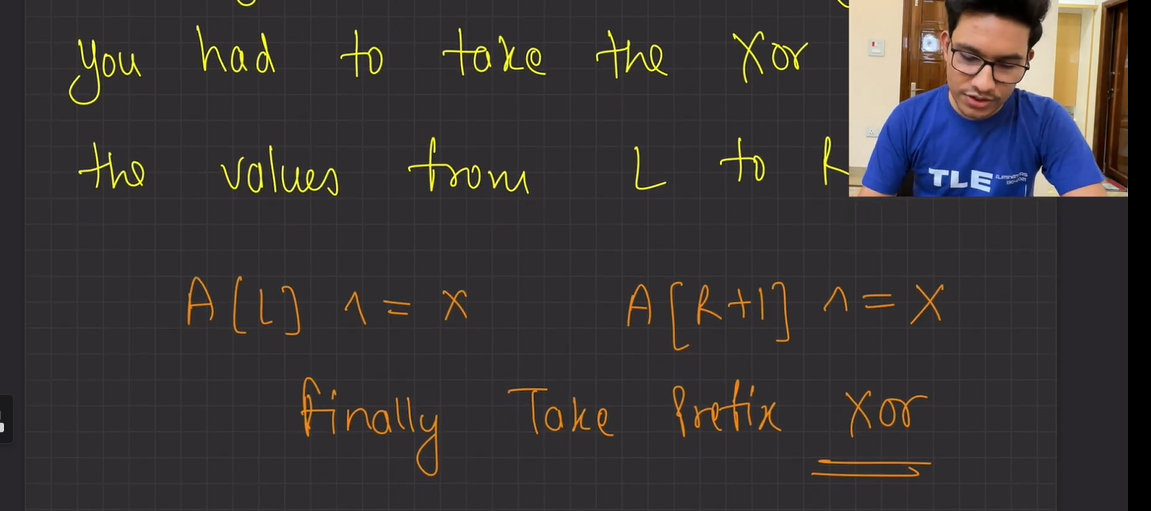 you had to take the Xor
the values from L to R
TLE
A[L] ^= X A[R+1] ^= X
Finally Take Prefix Xor